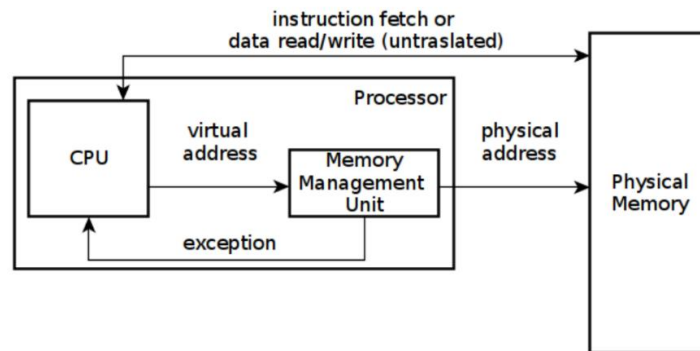 instruction fetch or
data read/write (untraslated)
Processor
CPU
virtual
address
Memory
Management
Unit
physical
address
Physical
Memory
exception